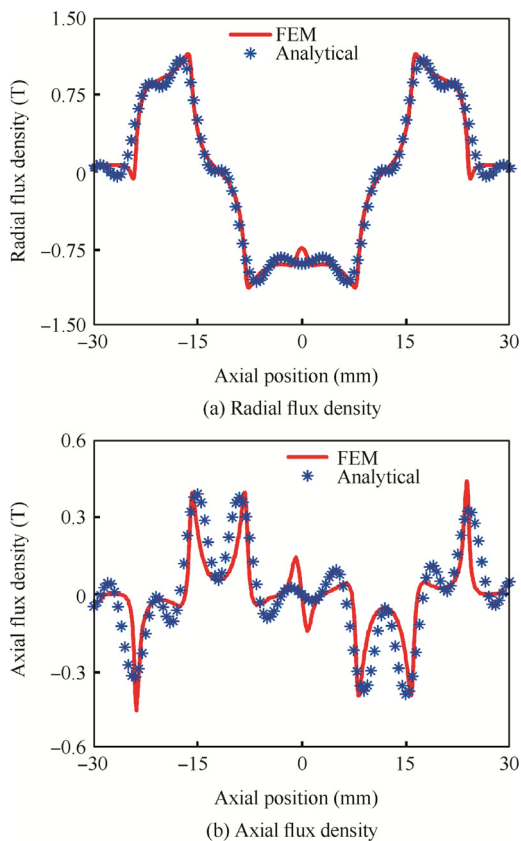 1.50
FEM
Analytical
0.75
0
−0.75
−1.50
−30
−15
0
15
30
Radial flux density (T)
Axial position (mm)
(a) Radial flux density
0.6
FEM
Analytical
0.3
0
−0.3
−0.6
−30
−15
0
15
30
Axial flux density (T)
Axial position (mm)
(b) Axial flux density